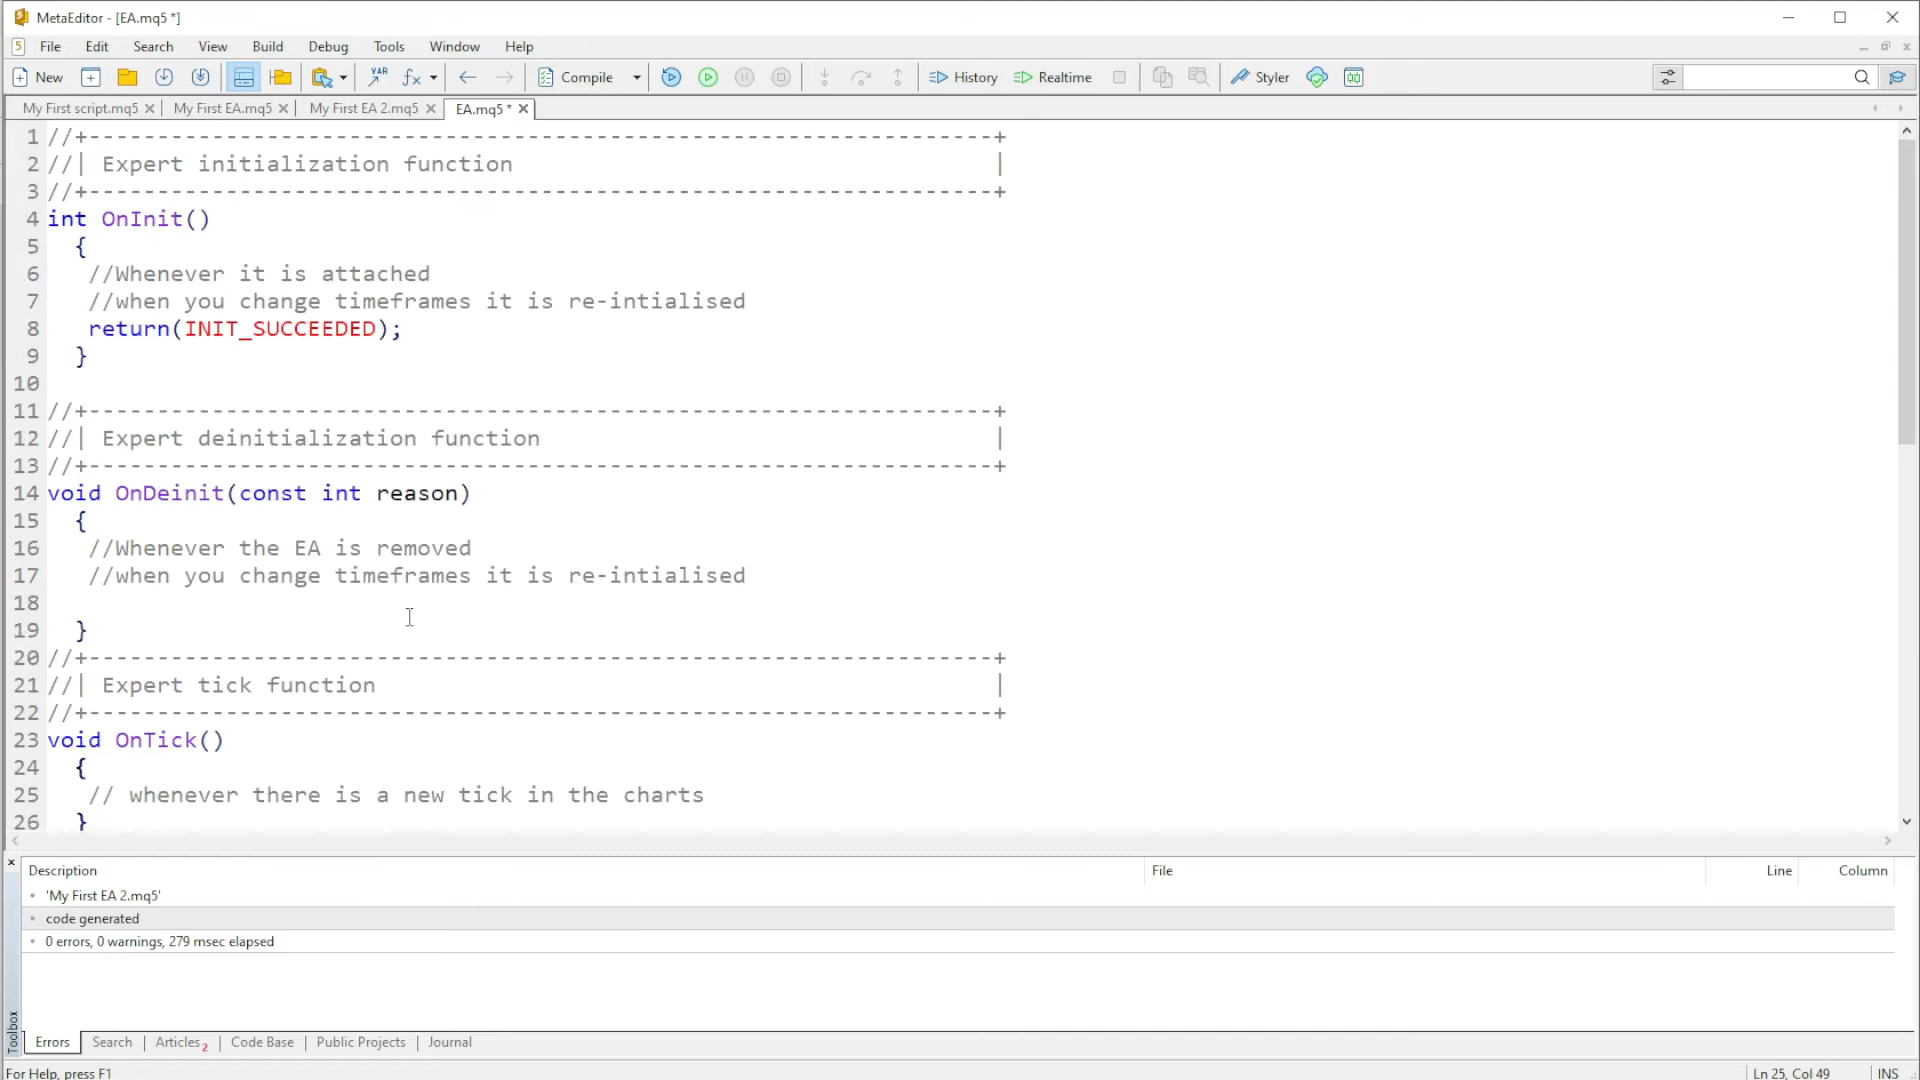 MetaEditor - [EA.mq5 *]
5 File Edit Search View Build Debug Tools Window Help
New VAR fx Compile History Realtime Styler
My First script.mq5 My First EA.mq5 My First EA 2.mq5 EA.mq5 *
1 //+------------------------------------------------------------------+
2 //| Expert initialization function |
3 //+------------------------------------------------------------------+
4 int OnInit()
5 {
6 //Whenever it is attached
7 //when you change timeframes it is re-intialised
8 return(INIT_SUCCEEDED);
9 }
10
11 //+------------------------------------------------------------------+
12 //| Expert deinitialization function |
13 //+------------------------------------------------------------------+
14 void OnDeinit(const int reason)
15 {
16 //Whenever the EA is removed
17 //when you change timeframes it is re-intialised
18
19 }
20 //+------------------------------------------------------------------+
21 //| Expert tick function |
22 //+------------------------------------------------------------------+
23 void OnTick()
24 {
25 // whenever there is a new tick in the charts
26 }
Description File Line Column
'My First EA 2.mq5'
code generated
0 errors, 0 warnings, 279 msec elapsed
Toolbox
Errors Search Articles 2 Code Base Public Projects Journal
For Help, press F1 Ln 25, Col 49 INS